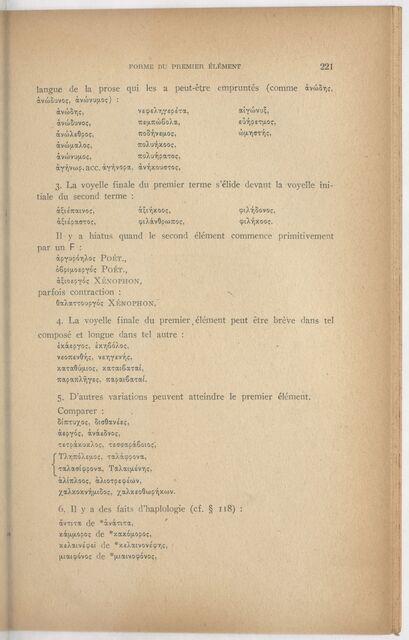 FORME DU PREMIER ÉLÉMENT 221
langue de la prose qui les a peut-être empruntés (comme ἀνώδης,
ἀνώδυνος, ἀνώνυμος) :
ἀνώδης, νεφεληγερέτα, αἰγώνυξ,
ἀνώδυνος, πεμπώβολα, εὐήρετμος,
ἀνώλεθρος, ποδήνεμος, ὠμηστής,
ἀνώμαλος, πολυήκοος,
ἀνώνυμος, πολυήρατος,
ἀγήνωρ. acc. ἀγήνορα, ἀνήκουστος,
3. La voyelle finale du premier terme s'élide devant la voyelle ini-
tiale du second terme :
ἀξιέπαινος, ἀξιήκοος, φιλήδονος,
ἀξιέραστος, φιλάνθρωπος, φιλήκοος.
Il y a hiatus quand le second élément commence primitivement
par un F :
ἀργυρόηλος POÉT.,
ὀβριμοεργός POÉT.,
ἀξιοεργός XÉNOPHON,
parfois contraction :
θαλαττουργός XÉNOPHON.
4. La voyelle finale du premier élément peut être brève dans tel
composé et longue dans tel autre :
ἑκάεργος, ἑκηβόλος,
νεοπενθής, νεηγενής,
καταθύμιος, καταιβαταί,
παραπλῆγες, παραιβαταί.
5. D'autres variations peuvent atteindre le premier élément.
Comparer :
δίπτυχος, δισθανέες,
ἀεργός, ἀνάεδνος,
τετράκυκλος, τεσσαράβοιος,
Τληπόλεμος, ταλάφρονα,
ταλασίφρονα, Ταλαιμένης,
ἁλίπλοος, ἁλιοτρεφέων,
χαλκοκνήμιδος, χαλκεοθωρήκων.
6. Il y a des faits d'haplologie (cf. § 118) :
ἄντιτα de *ἀνάτιτα,
κάμμορος de *κακόμορος,
κελαινέφεϊ de *κελαινονέφης,
μιαιφόνος de *μιαινοφόνος,